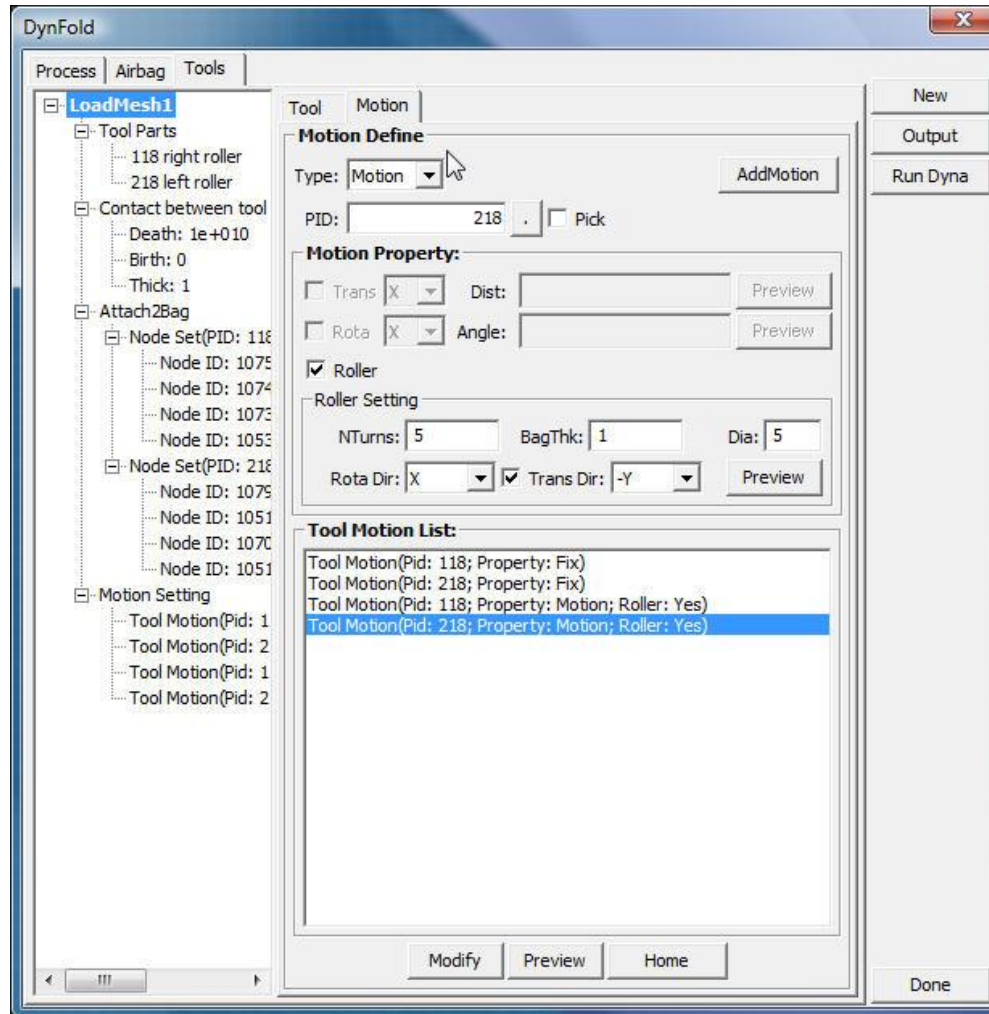 DynFold
Process Airbag Tools
LoadMesh1
Tool Parts
118 right roller
218 left roller
Contact between tool
Death: 1e+010
Birth: 0
Thick: 1
Attach2Bag
Node Set(PID: 118
Node ID: 1075
Node ID: 1074
Node ID: 1073
Node ID: 1053
Node Set(PID: 218
Node ID: 1079
Node ID: 1051
Node ID: 1070
Node ID: 1051
Motion Setting
Tool Motion(Pid: 1
Tool Motion(Pid: 2
Tool Motion(Pid: 1
Tool Motion(Pid: 2
Tool Motion
Motion Define
Type: Motion AddMotion
PID: 218 . Pick
Motion Property:
Trans X Dist: Preview
Rota X Angle: Preview
Roller
Roller Setting
NTurns: 5 BagThk: 1 Dia: 5
Rota Dir: X Trans Dir: -Y Preview
Tool Motion List:
Tool Motion(Pid: 118; Property: Fix)
Tool Motion(Pid: 218; Property: Fix)
Tool Motion(Pid: 118; Property: Motion; Roller: Yes)
Tool Motion(Pid: 218; Property: Motion; Roller: Yes)
Modify Preview Home
New
Output
Run Dyna
Done